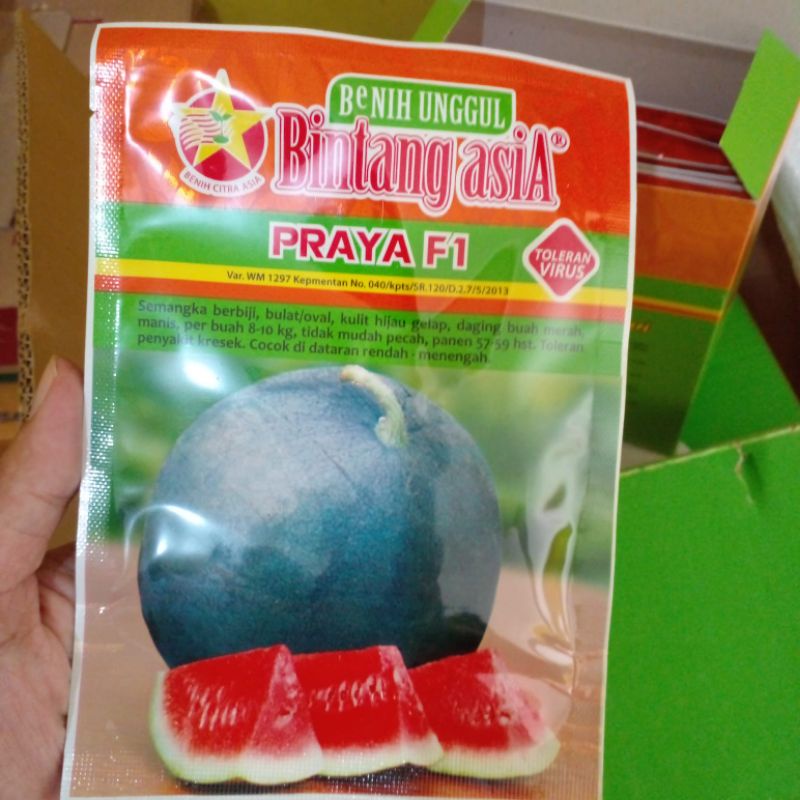 BeNIH UNGGUL
Bintang asiA®
BENIH CITRA ASIA
PRAYA F1
TOLERAN
VIRUS
Var. WM 1297 Kepmentan No. 040/kpts/SR.120/D.2.7/5/2013
Semangka berbiji, bulat/oval, kulit hijau gelap, daging buah merah,
manis, per buah 8-10 kg, tidak mudah pecah, panen 57-59 hst. Toleran
penyakit kresek. Cocok di dataran rendah - menengah.